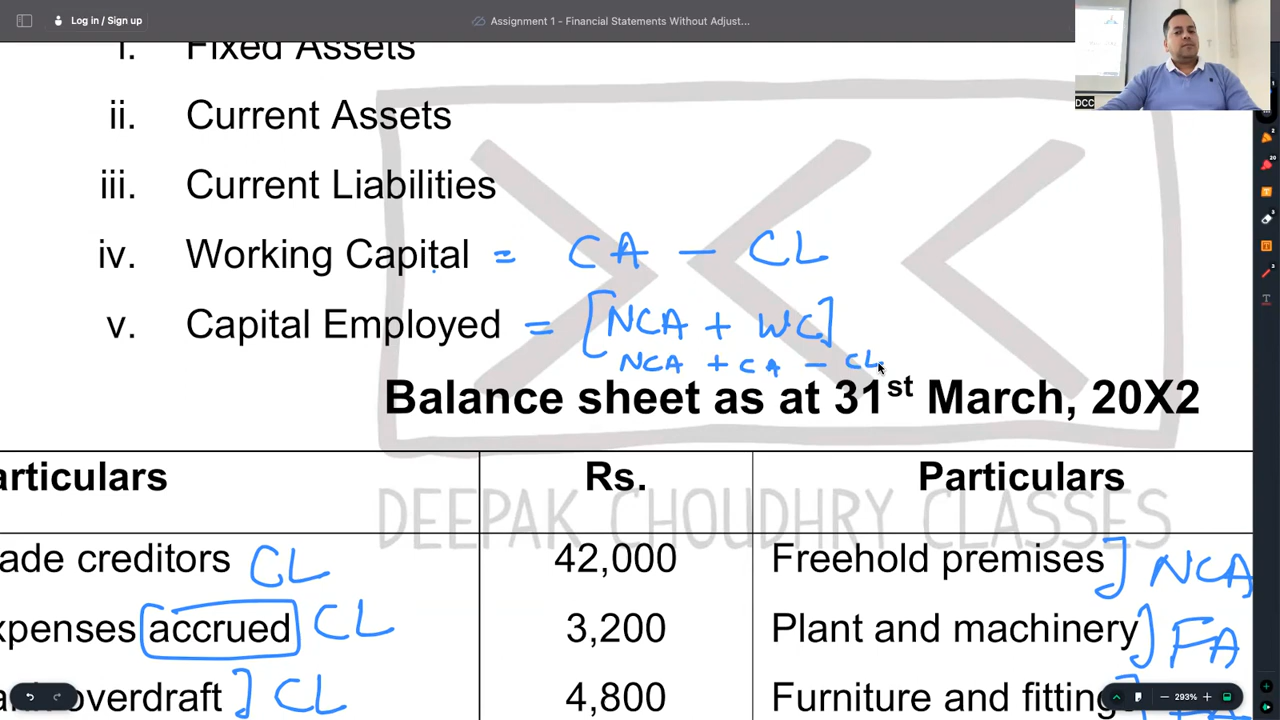 Log in / Sign up
Assignment 1 - Financial Statements Without Adjust...
DCC
i. Fixed Assets
ii. Current Assets
iii. Current Liabilities
iv. Working Capital = CA - CL
v. Capital Employed = [NCA + WC]
NCA + CA - CL
Balance sheet as at 31st March, 20X2
articulars Rs. Particulars
DEEPAK CHOUDHRY CLASSES
ade creditors CL 42,000 Freehold premises ] NCA
xpenses accrued CL 3,200 Plant and machinery ] FA
overdraft ] CL 4,800 Furniture and fitting ] FA
293%